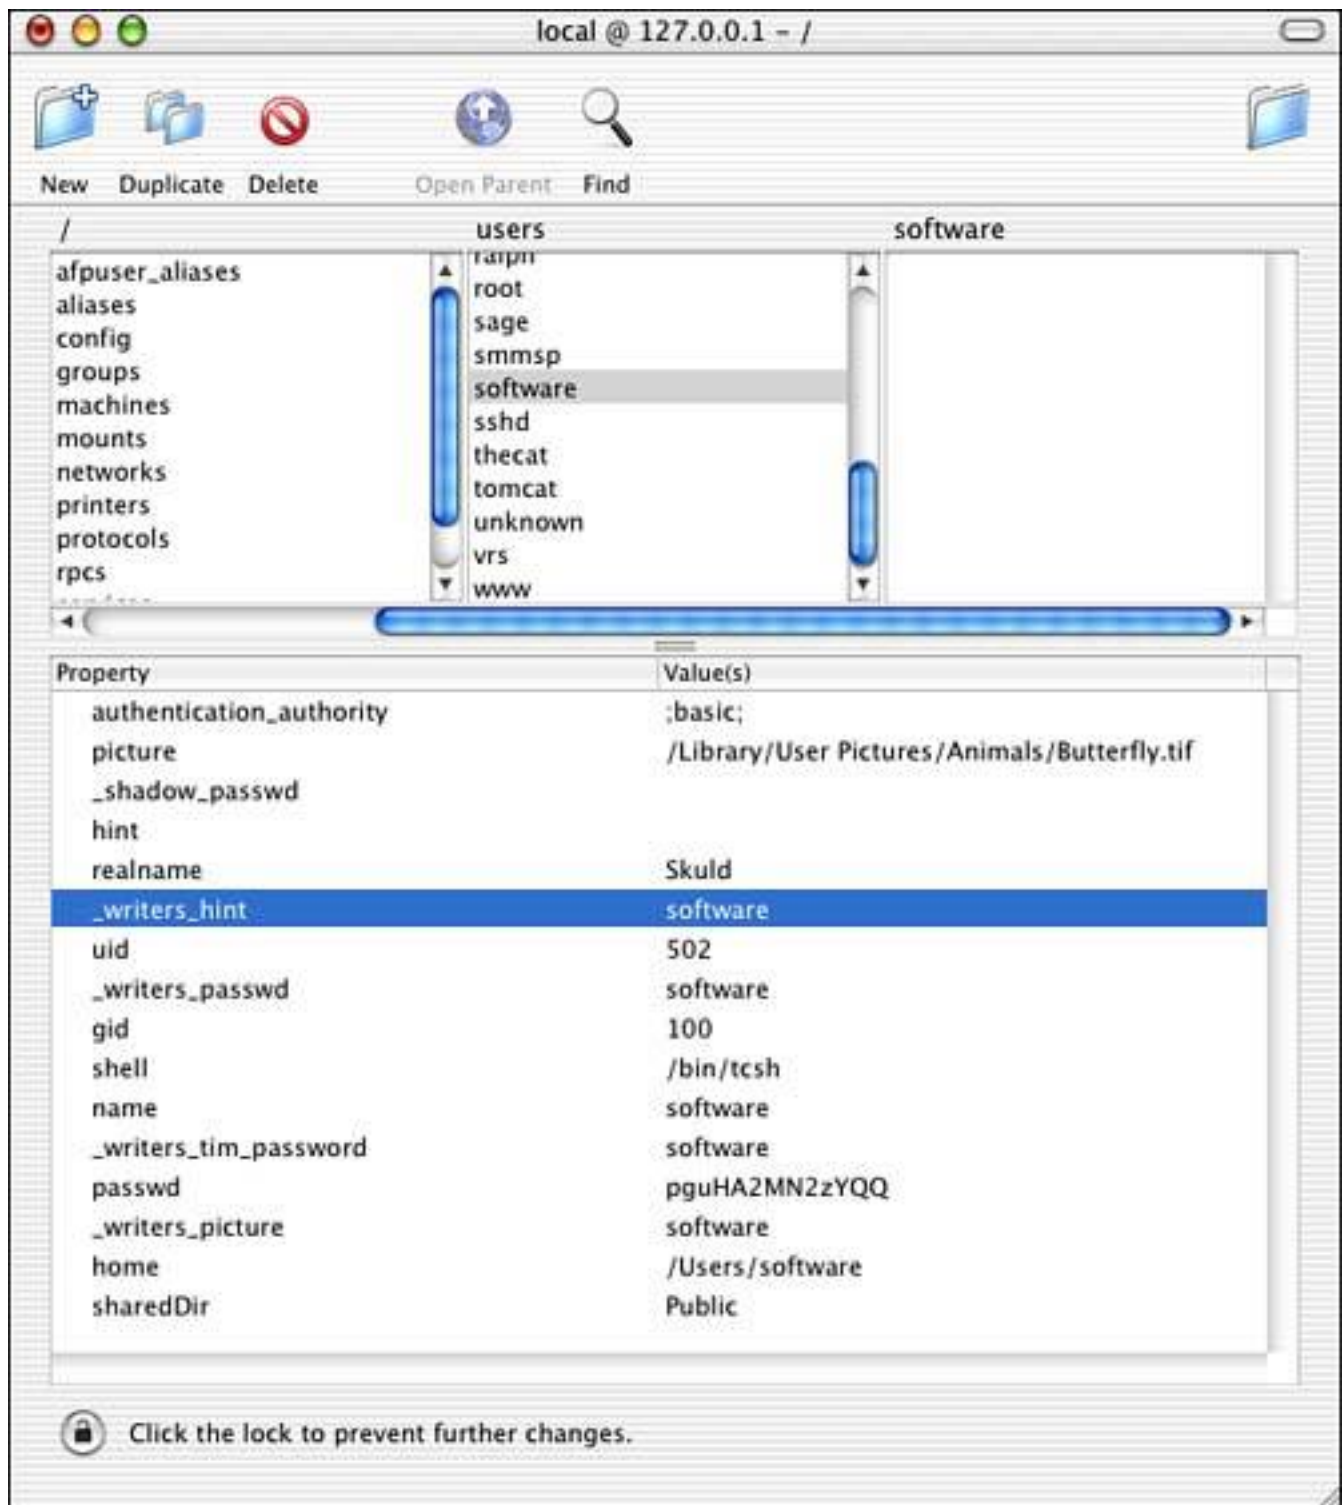 local @ 127.0.0.1 – /
New Duplicate Delete Open Parent Find
/ users software
afpuser_aliases
aliases
config
groups
machines
mounts
networks
printers
protocols
rpcs
ralph
root
sage
smmsp
software
sshd
thecat
tomcat
unknown
vrs
www
Property Value(s)
authentication_authority ;basic;
picture /Library/User Pictures/Animals/Butterfly.tif
_shadow_passwd
hint
realname Skuld
_writers_hint software
uid 502
_writers_passwd software
gid 100
shell /bin/tcsh
name software
_writers_tim_password software
passwd pguHA2MN2zYQQ
_writers_picture software
home /Users/software
sharedDir Public
Click the lock to prevent further changes.